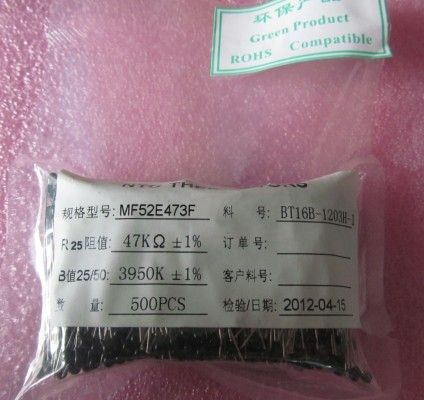 环保产品
Green Product
ROHS Compatible
NTC THERMISTORS
规格型号: MF52E473F 料 号: BT16B-1203H-1
R25阻值: 47KΩ ±1% 订单号:
B值25/50: 3950K ±1% 客户料号:
数 量: 500PCS 检验/日期: 2012-04-15